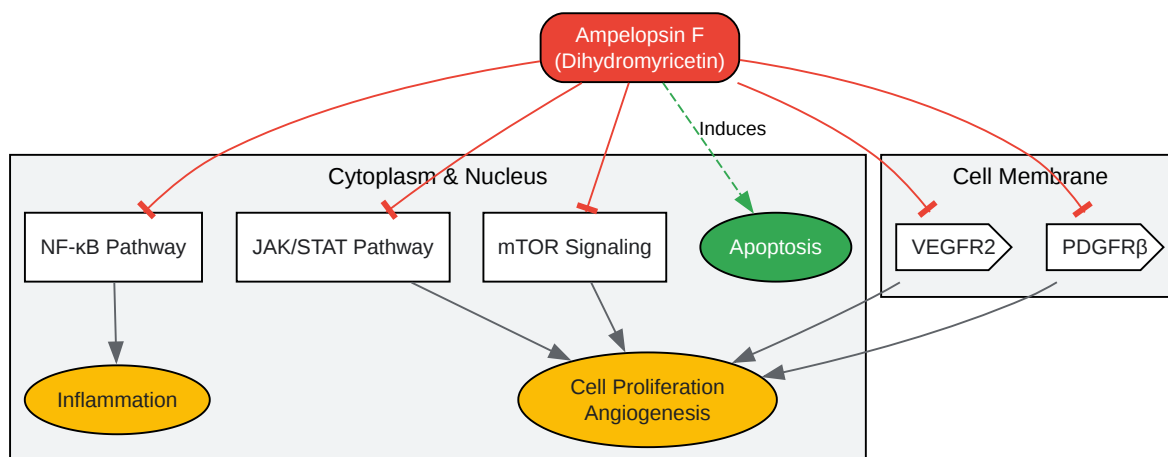 Ampelopsin F
(Dihydromyricetin)
Induces
Cytoplasm & Nucleus
Cell Membrane
NF-κB Pathway
JAK/STAT Pathway
mTOR Signaling
Apoptosis
VEGFR2
PDGFRβ
Inflammation
Cell Proliferation
Angiogenesis